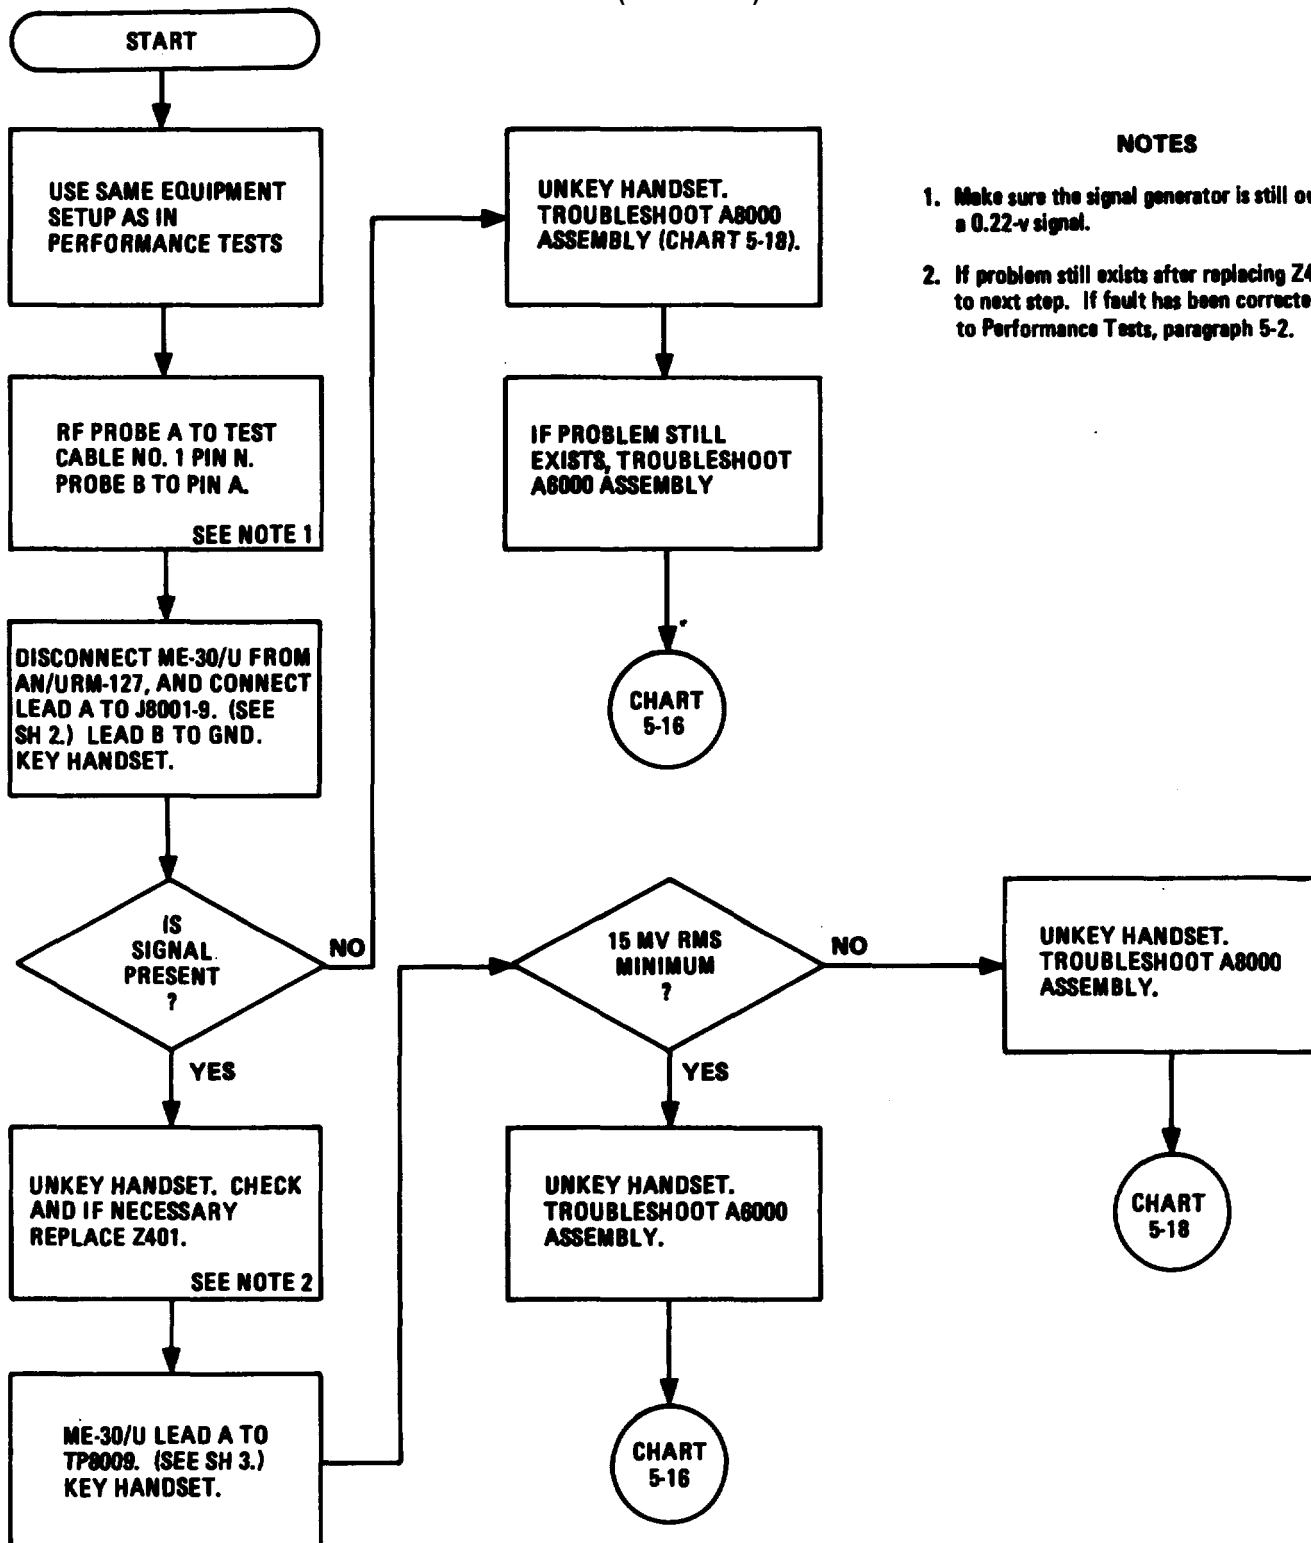 START
USE SAME EQUIPMENT
SETUP AS IN
PERFORMANCE TESTS
RF PROBE A TO TEST
CABLE NO. 1 PIN N.
PROBE B TO PIN A.
SEE NOTE 1
DISCONNECT ME-30/U FROM
AN/URM-127, AND CONNECT
LEAD A TO J8001-9. (SEE
SH 2.) LEAD B TO GND.
KEY HANDSET.
IS
SIGNAL
PRESENT
?
NO
YES
UNKEY HANDSET. CHECK
AND IF NECESSARY
REPLACE Z401.
SEE NOTE 2
ME-30/U LEAD A TO
TP8009. (SEE SH 3.)
KEY HANDSET.
UNKEY HANDSET.
TROUBLESHOOT A8000
ASSEMBLY (CHART 5-18).
IF PROBLEM STILL
EXISTS, TROUBLESHOOT
A6000 ASSEMBLY
CHART
5-16
15 MV RMS
MINIMUM
?
NO
YES
UNKEY HANDSET.
TROUBLESHOOT A6000
ASSEMBLY.
CHART
5-16
UNKEY HANDSET.
TROUBLESHOOT A8000
ASSEMBLY.
CHART
5-18
NOTES
1. Make sure the signal generator is still
a 0.22-v signal.
2. If problem still exists after replacing
to next step. If fault has been
to Performance Tests, paragraph 5-2.